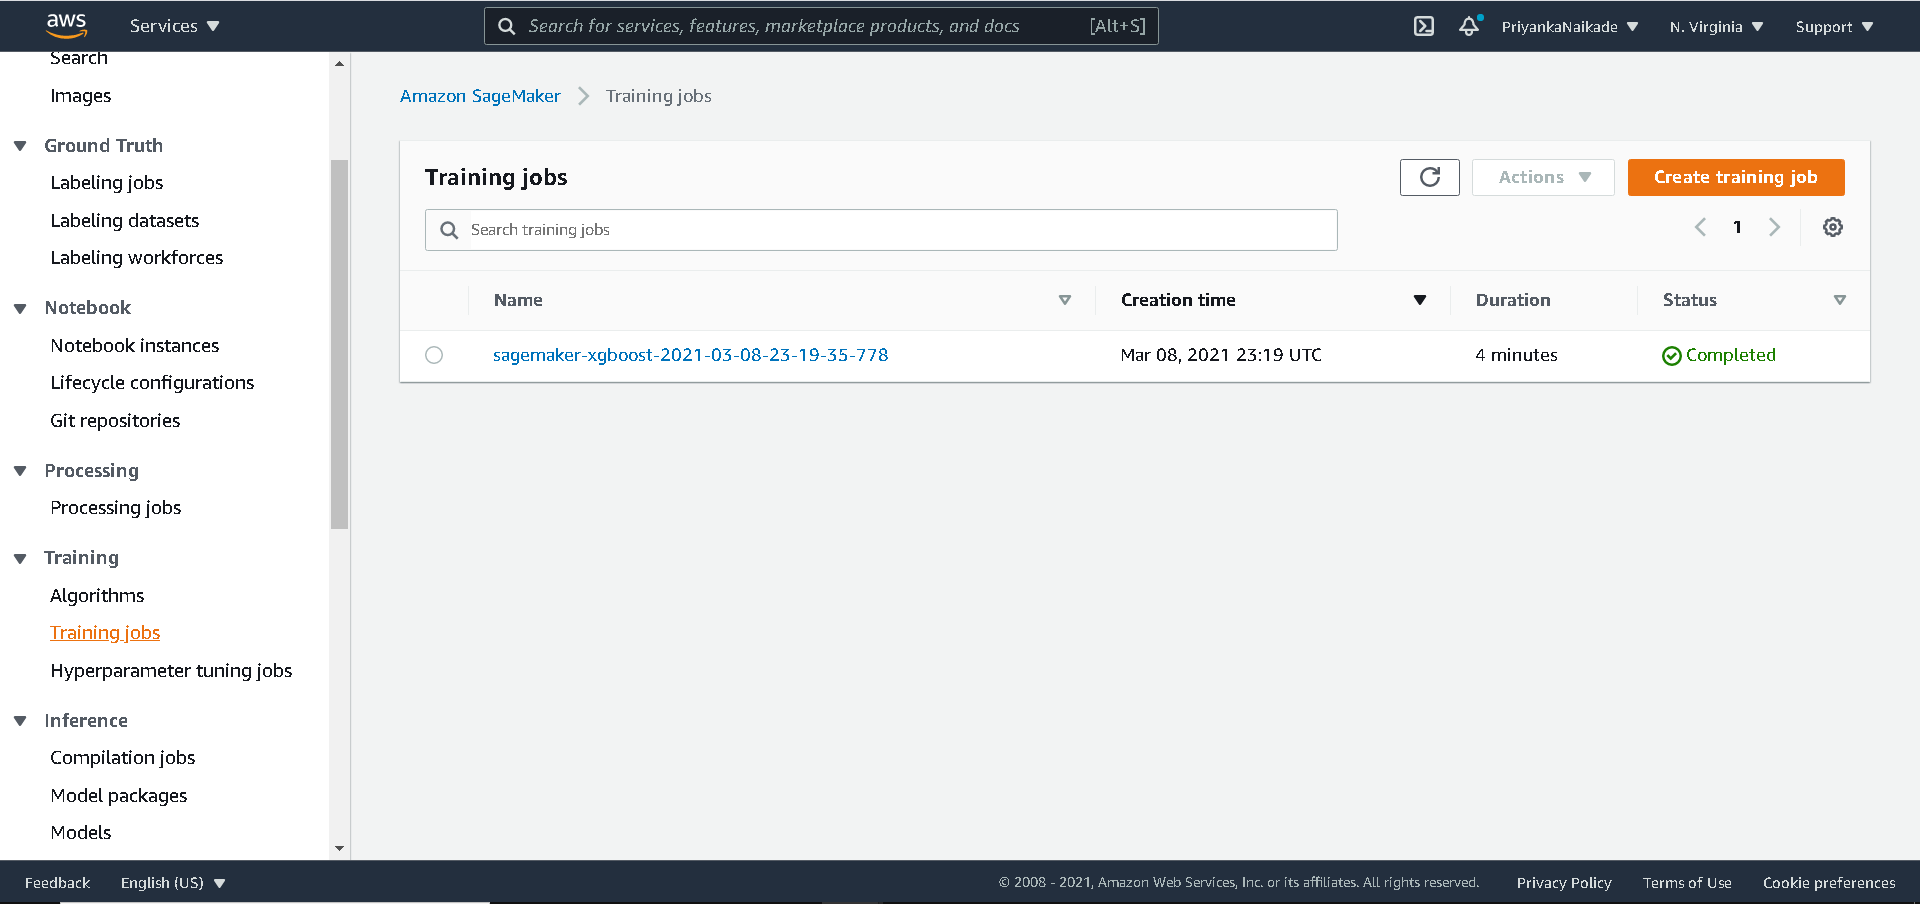 aws Services Search for services, features, marketplace products, and docs [Alt+S] PriyankaNaikade N. Virginia Support
Search
Images
Ground Truth
Labeling jobs
Labeling datasets
Labeling workforces
Notebook
Notebook instances
Lifecycle configurations
Git repositories
Processing
Processing jobs
Training
Algorithms
Training jobs
Hyperparameter tuning jobs
Inference
Compilation jobs
Model packages
Models
Amazon SageMaker Training jobs
Training jobs Actions Create training job
Search training jobs 1
Name Creation time Duration Status
sagemaker-xgboost-2021-03-08-23-19-35-778 Mar 08, 2021 23:19 UTC 4 minutes Completed
Feedback English (US) © 2008 - 2021, Amazon Web Services, Inc. or its affiliates. All rights reserved. Privacy Policy Terms of Use Cookie preferences